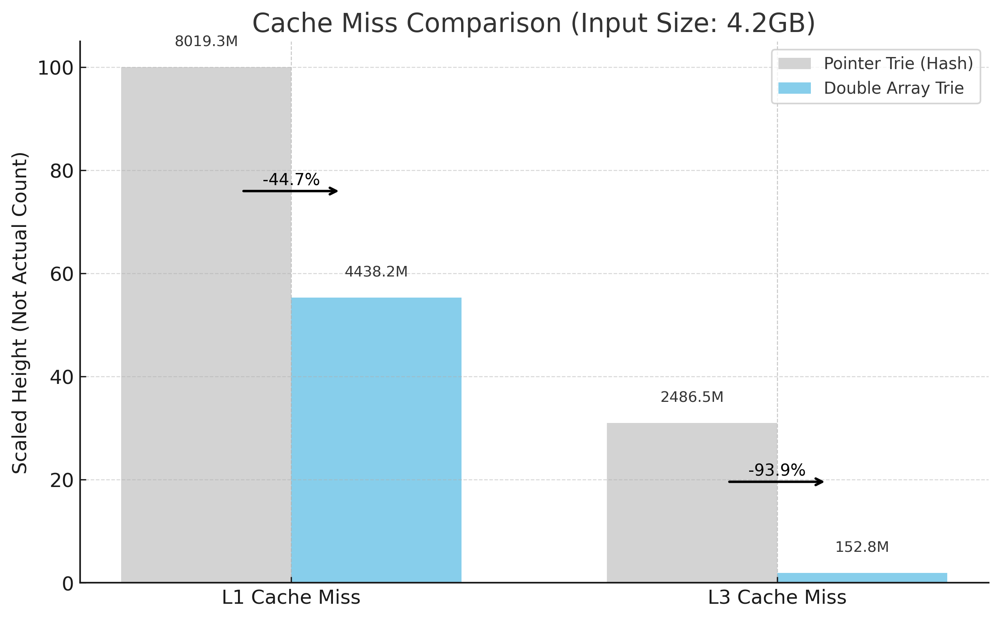 Cache Miss Comparison (Input Size: 4.2GB)
8019.3M
Pointer Trie (Hash)
Double Array Trie
100
80
60
40
20
0
Scaled Height (Not Actual Count)
-44.7%
4438.2M
2486.5M
-93.9%
152.8M
L1 Cache Miss
L3 Cache Miss